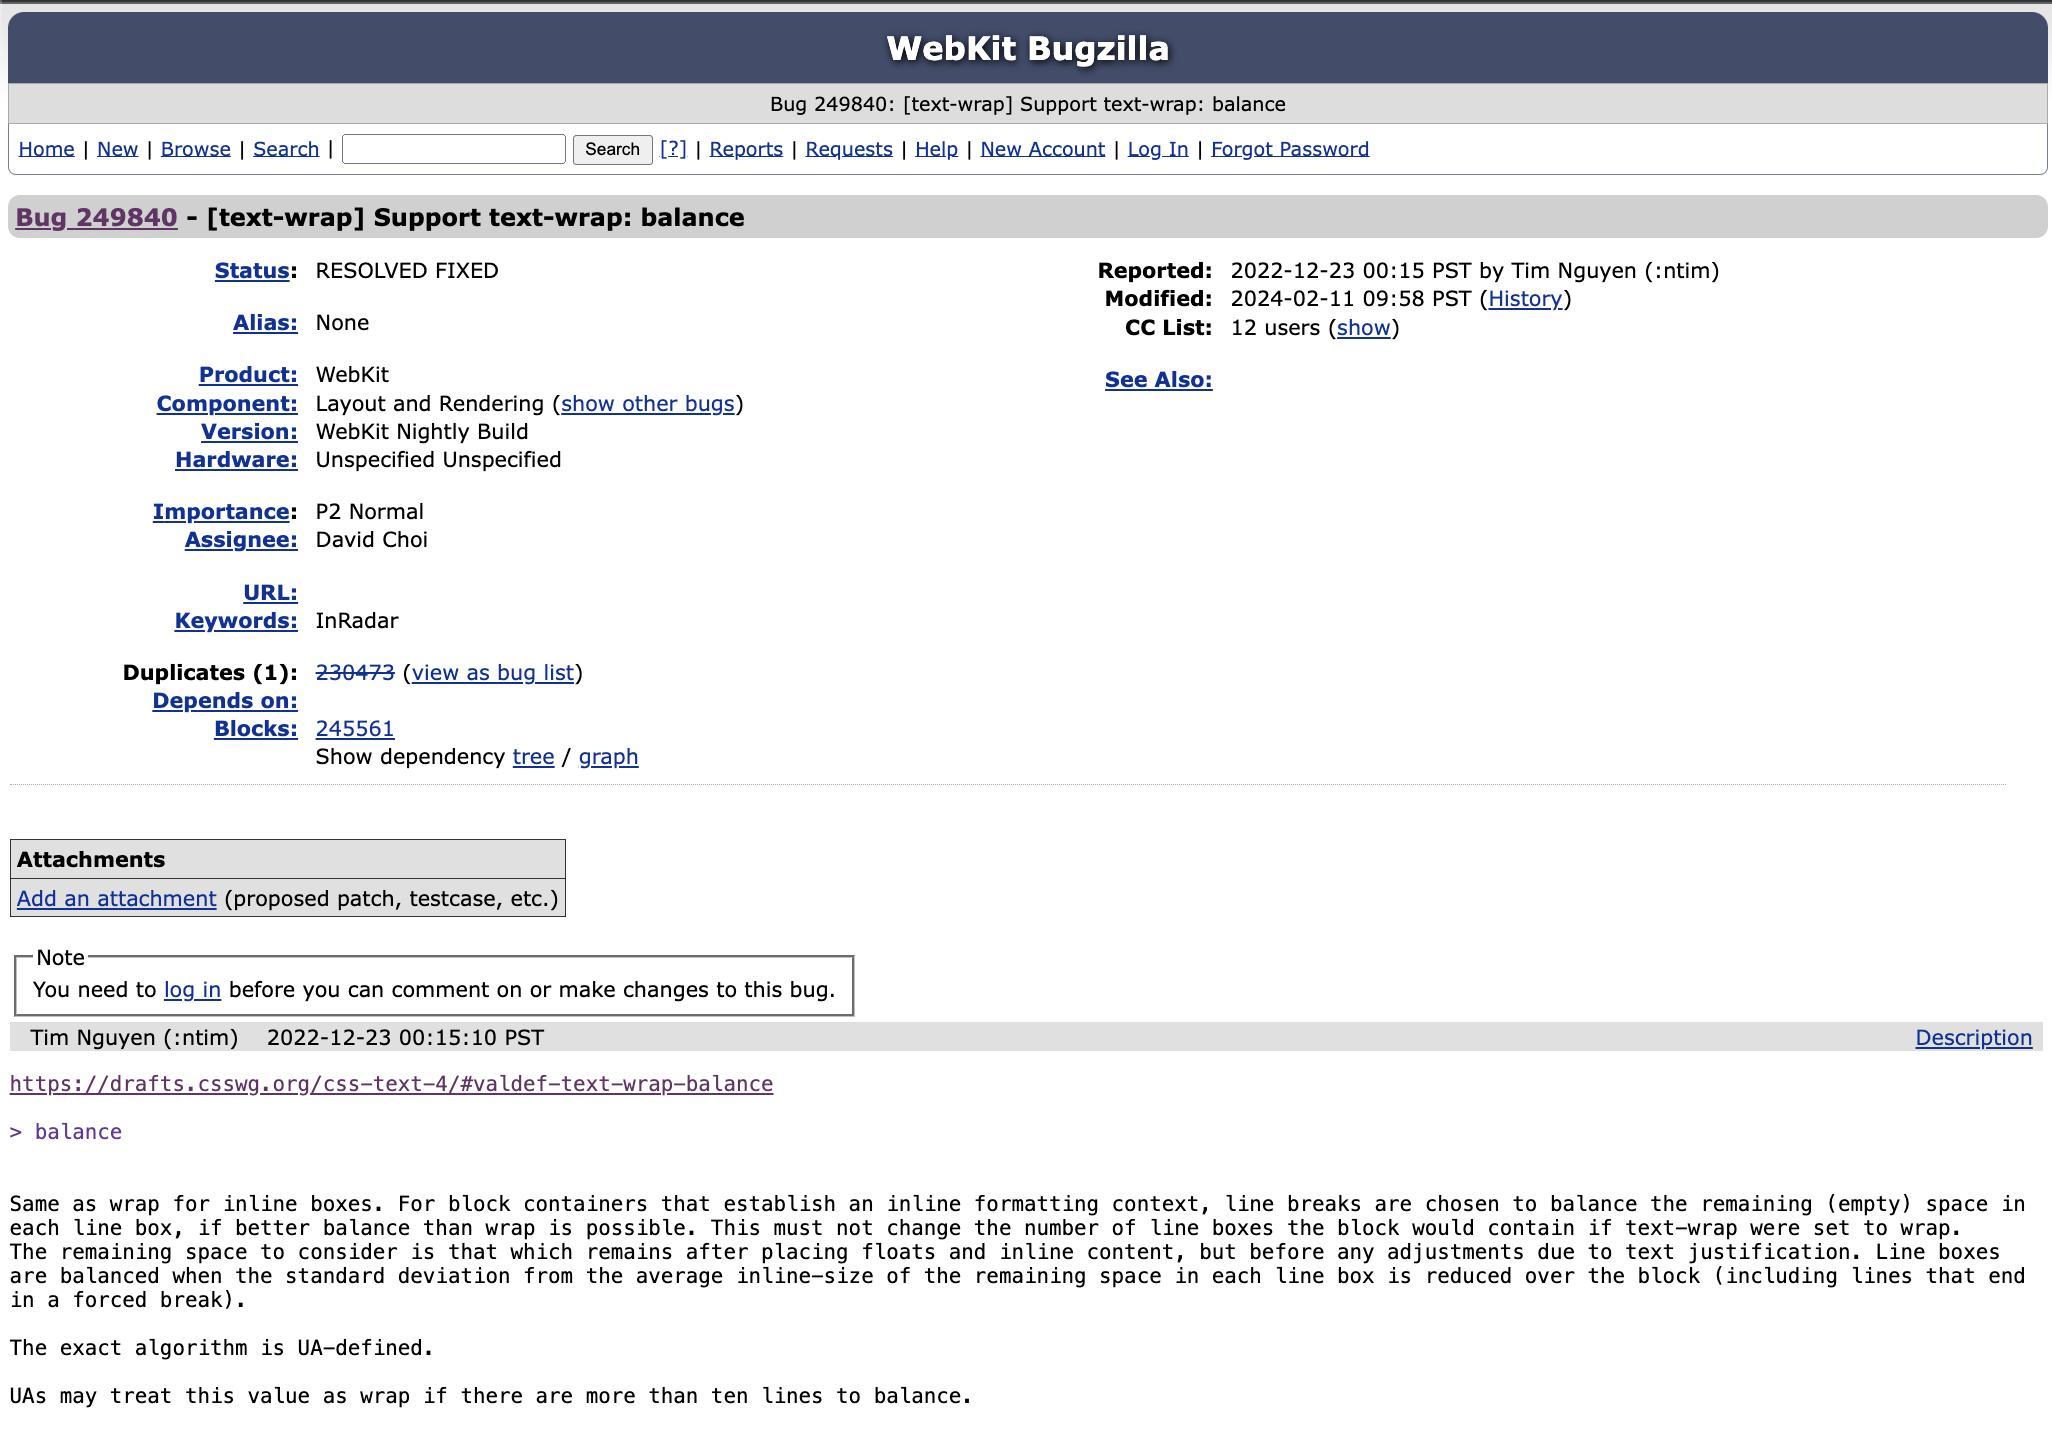 WebKit Bugzilla
Bug 249840: [text-wrap] Support text-wrap: balance
Home | New | Browse | Search | Search [?] | Reports | Requests | Help | New Account | Log In | Forgot Password
Bug 249840 - [text-wrap] Support text-wrap: balance
Status: RESOLVED FIXED
Alias: None
Product: WebKit
Component: Layout and Rendering (show other bugs)
Version: WebKit Nightly Build
Hardware: Unspecified Unspecified
Importance: P2 Normal
Assignee: David Choi
URL:
Keywords: InRadar
Duplicates (1): 230473 (view as bug list)
Depends on:
Blocks: 245561
Show dependency tree / graph
Reported: 2022-12-23 00:15 PST by Tim Nguyen (:ntim)
Modified: 2024-02-11 09:58 PST (History)
CC List: 12 users (show)
See Also:
Attachments
Add an attachment (proposed patch, testcase, etc.)
Note
You need to log in before you can comment on or make changes to this bug.
Tim Nguyen (:ntim) 2022-12-23 00:15:10 PST Description
https://drafts.csswg.org/css-text-4/#valdef-text-wrap-balance
> balance
Same as wrap for inline boxes. For block containers that establish an inline formatting context, line breaks are chosen to balance the remaining (empty) space in
each line box, if better balance than wrap is possible. This must not change the number of line boxes the block would contain if text-wrap were set to wrap.
The remaining space to consider is that which remains after placing floats and inline content, but before any adjustments due to text justification. Line boxes
are balanced when the standard deviation from the average inline-size of the remaining space in each line box is reduced over the block (including lines that end
in a forced break).
The exact algorithm is UA-defined.
UAs may treat this value as wrap if there are more than ten lines to balance.